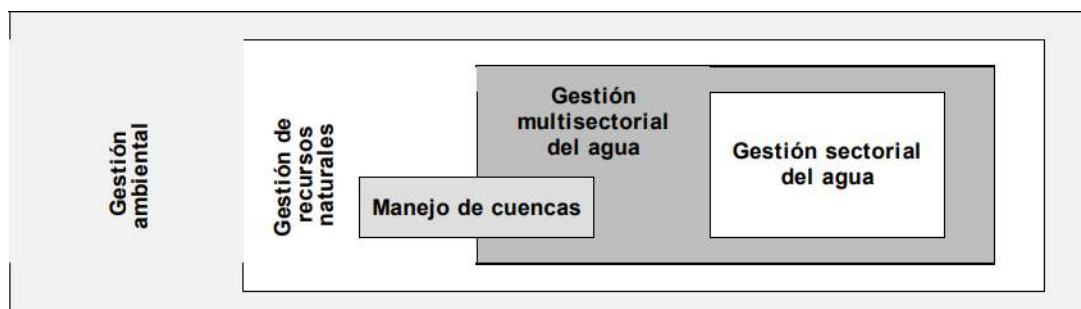 Gestión
ambiental
Gestión de
recursos
naturales
Gestión
multisectorial
del agua
Gestión sectorial
del agua
Manejo de cuencas